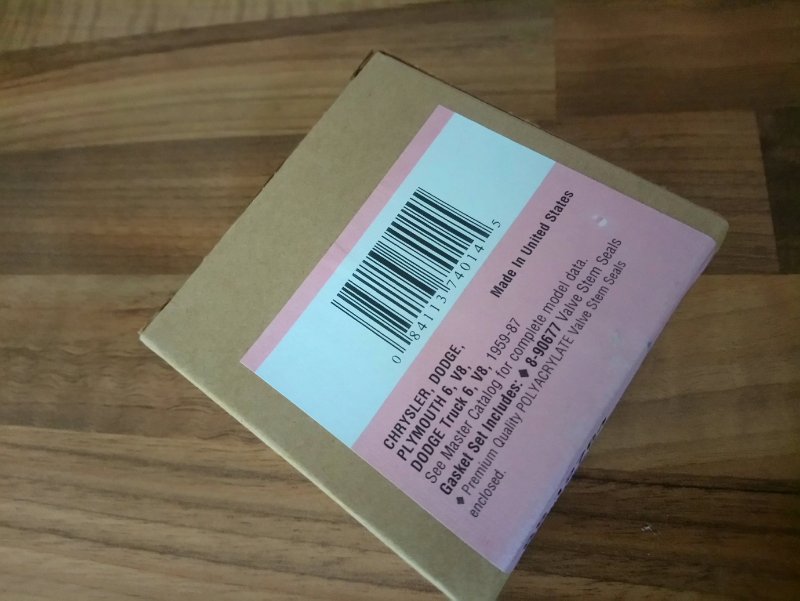 0 84113 74014 5
Made In United States
CHRYSLER, DODGE,
PLYMOUTH 6, V8,
DODGE Truck 6, V8, 1959-87
See Master Catalog for complete model data.
Gasket Set Includes: ♦ 8-90677 Valve Stem Seals
♦ Premium Quality POLYACRYLATE Valve Stem Seals
enclosed.